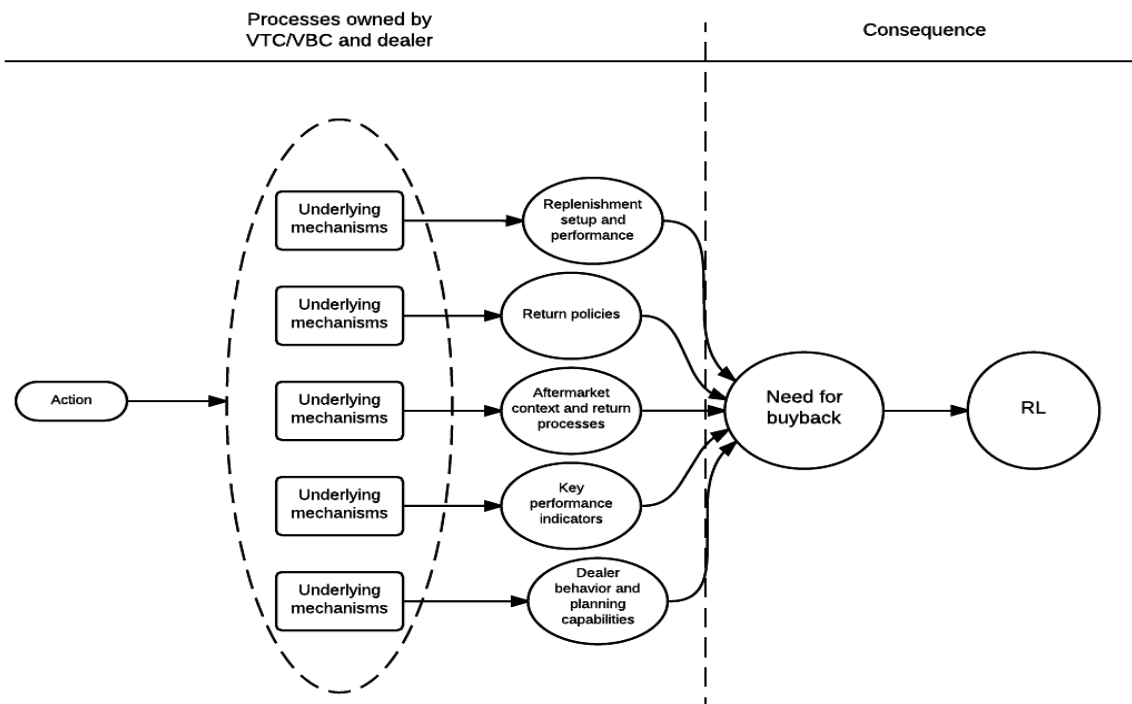 Processes owned by
VTC/VBC and dealer
Consequence
Underlying
mechanisms
Replenishment
setup and
performance
Underlying
mechanisms
Return policies
Action
Underlying
mechanisms
Aftermarket
context and return
processes
Need for
buyback
RL
Underlying
mechanisms
Key
performance
indicators
Underlying
mechanisms
Dealer
behavior and
planning
capabilities